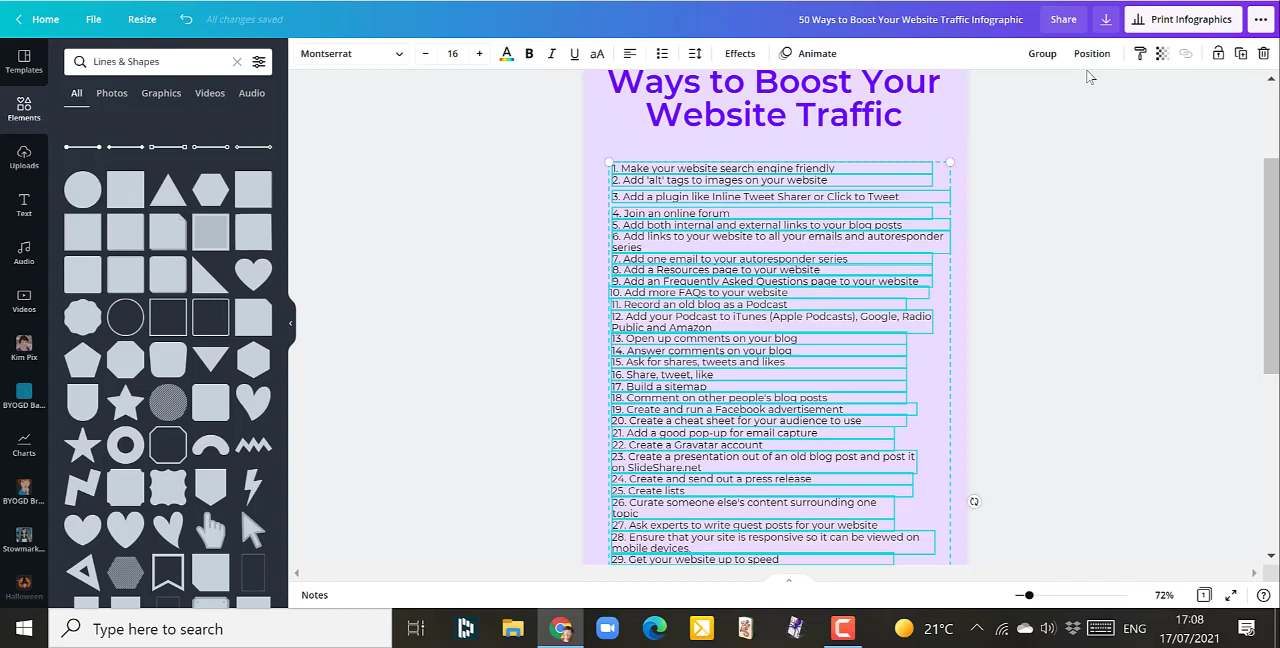 Home File Resize All changes saved 50 Ways to Boost Your Website Traffic Infographic Share Print Infographics
Templates
Elements
Uploads
Text
Audio
Videos
Kim Pix
BYOGD Ba...
Charts
BYOGD Br...
Stowmark...
Halloween
Lines & Shapes
All Photos Graphics Videos Audio
Montserrat − 16 + A B I U aA Effects Animate Group Position
Ways to Boost Your
Website Traffic
1. Make your website search engine friendly
2. Add 'alt' tags to images on your website
3. Add a plugin like Inline Tweet Sharer or Click to Tweet
4. Join an online forum
5. Add both internal and external links to your blog posts
6. Add links to your website to all your emails and autoresponder
series
7. Add one email to your autoresponder series
8. Add a Resources page to your website
9. Add an Frequently Asked Questions page to your website
10. Add more FAQs to your website
11. Record an old blog as a Podcast
12. Add your Podcast to iTunes (Apple Podcasts), Google, Radio
Public and Amazon
13. Open up comments on your blog
14. Answer comments on your blog
15. Ask for shares, tweets and likes
16. Share, tweet, like
17. Build a sitemap
18. Comment on other people's blog posts
19. Create and run a Facebook advertisement
20. Create a cheat sheet for your audience to use
21. Add a good pop-up for email capture
22. Create a Gravatar account
23. Create a presentation out of an old blog post and post it
on SlideShare.net
24. Create and send out a press release
25. Create lists
26. Curate someone else's content surrounding one
topic
27. Ask experts to write guest posts for your website
28. Ensure that your site is responsive so it can be viewed on
mobile devices.
29. Get your website up to speed
Notes 72% 1
Type here to search
21°C ENG
17:08
17/07/2021